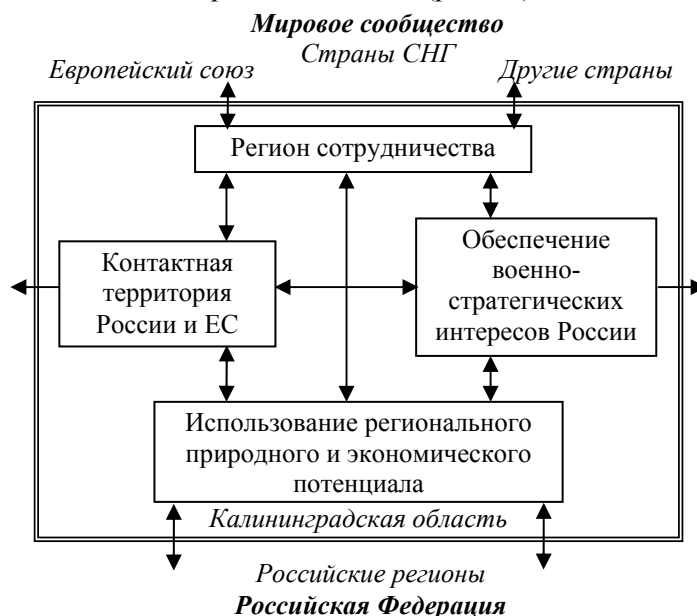 Мировое сообщество
Страны СНГ
Европейский союз
Другие страны
Регион сотрудничества
Контактная
территория
России и ЕС
Обеспечение
военно-
стратегических
интересов России
Использование регионального
природного и экономического
потенциала
Калининградская область
Российские регионы
Российская Федерация